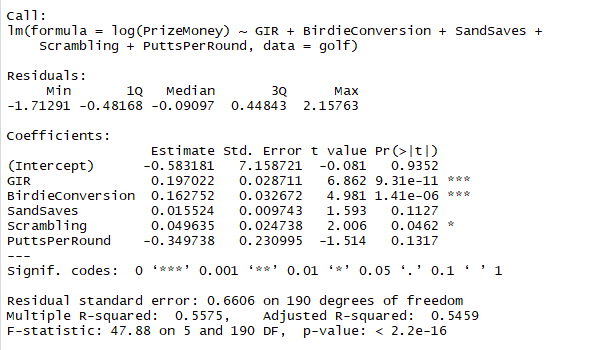 Call:
lm(formula = log(PrizeMoney) ~ GIR + BirdieConversion + SandSaves +
    Scrambling + PuttsPerRound, data = golf)

Residuals:
     Min       1Q   Median       3Q      Max
-1.71291 -0.48168 -0.09097  0.44843  2.15763

Coefficients:
                  Estimate Std. Error t value Pr(>|t|)
(Intercept)      -0.583181   7.158721  -0.081   0.9352
GIR               0.197022   0.028711   6.862 9.31e-11 ***
BirdieConversion  0.162752   0.032672   4.981 1.41e-06 ***
SandSaves         0.015524   0.009743   1.593   0.1127
Scrambling        0.049635   0.024738   2.006   0.0462 *
PuttsPerRound    -0.349738   0.230995  -1.514   0.1317
---
Signif. codes:  0 ‘***’ 0.001 ‘**’ 0.01 ‘*’ 0.05 ‘.’ 0.1 ‘ ’ 1

Residual standard error: 0.6606 on 190 degrees of freedom
Multiple R-squared:  0.5575,    Adjusted R-squared:  0.5459
F-statistic: 47.88 on 5 and 190 DF,  p-value: < 2.2e-16